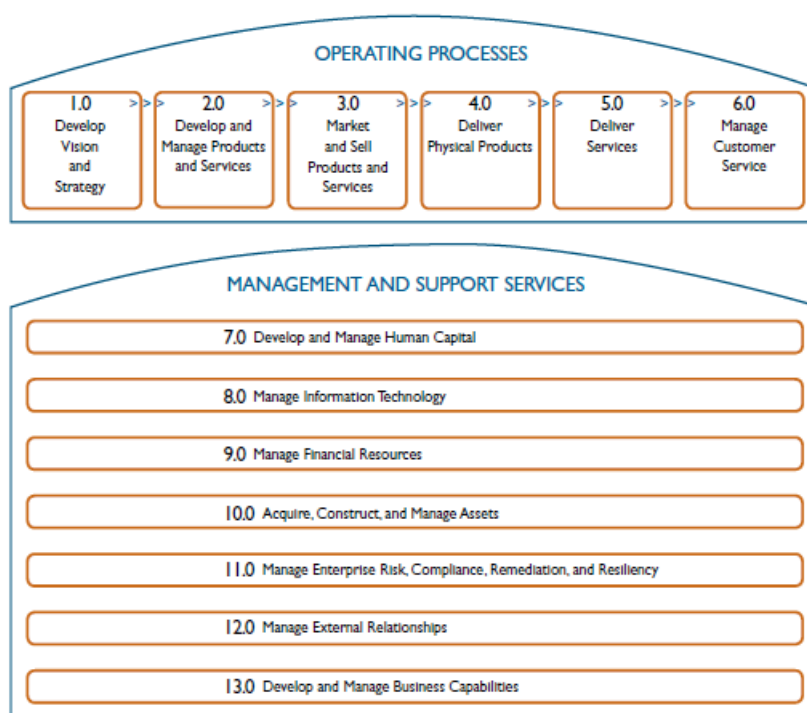 OPERATING PROCESSES
1.0 >>> 2.0 >>> 3.0 >>> 4.0 >>> 5.0 >>> 6.0
Develop
Vision
and
Strategy
Develop and
Manage Products
and Services
Market
and Sell
Products and
Services
Deliver
Physical Products
Deliver
Services
Manage
Customer
Service
MANAGEMENT AND SUPPORT SERVICES
7.0 Develop and Manage Human Capital
8.0 Manage Information Technology
9.0 Manage Financial Resources
10.0 Acquire, Construct, and Manage Assets
11.0 Manage Enterprise Risk, Compliance, Remediation, and Resiliency
12.0 Manage External Relationships
13.0 Develop and Manage Business Capabilities